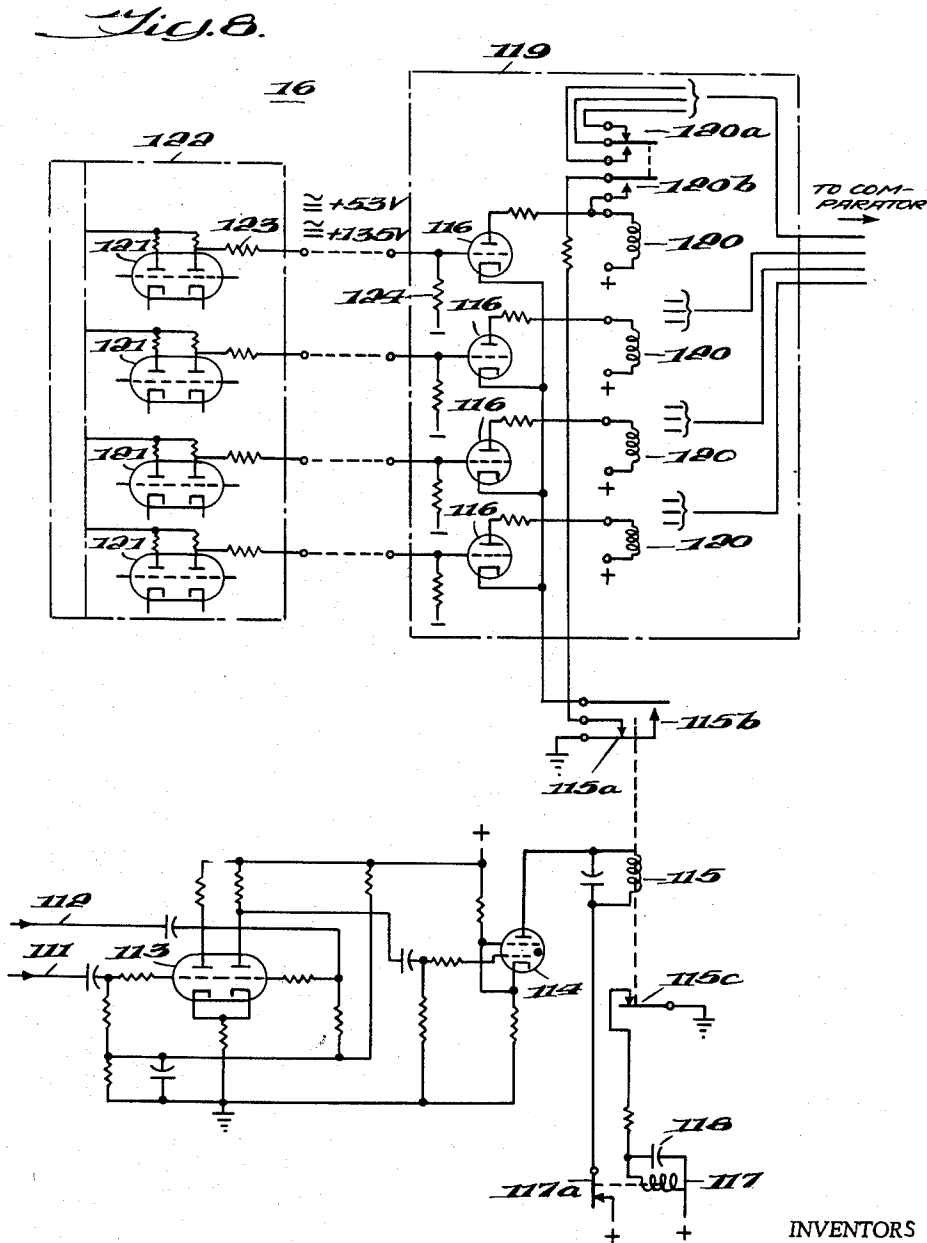 Fig. 8.
16
119
122
120a
120b
TO COM-
PARATOR
≅ +53V
≅ +135V
121
123
116
120
+
124
121
116
120
+
121
116
120
+
121
116
120
+
115b
115a
+
112
111
113
114
115
115c
118
117a
117
+
+
INVENTORS